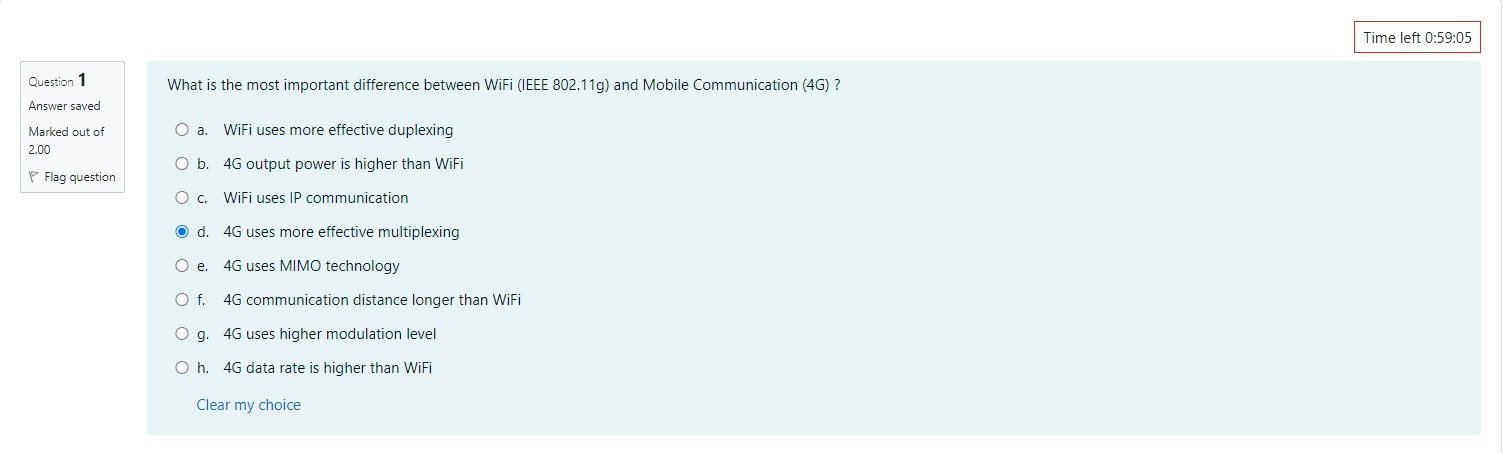 Time left 0:59:05
Question 1
Answer saved
Marked out of
2.00
Flag question
What is the most important difference between WiFi (IEEE 802.11g) and Mobile Communication (4G) ?
a. WiFi uses more effective duplexing
b. 4G output power is higher than WiFi
c. WiFi uses IP communication
d. 4G uses more effective multiplexing
e. 4G uses MIMO technology
f. 4G communication distance longer than WiFi
g. 4G uses higher modulation level
h. 4G data rate is higher than WiFi
Clear my choice